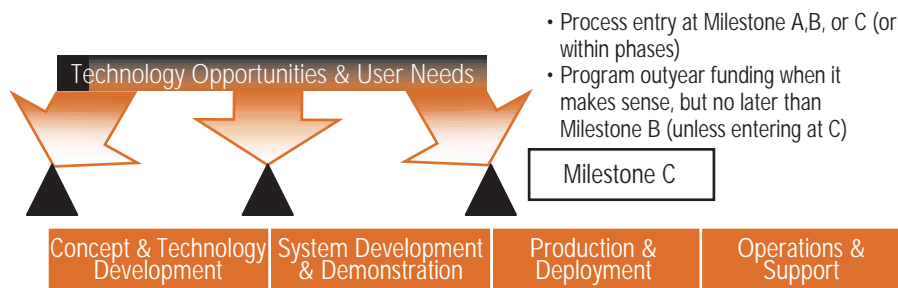 • Process entry at Milestone A,B, or C (or
within phases)
• Program outyear funding when it
makes sense, but no later than
Milestone B (unless entering at C)
Technology Opportunities & User Needs
Milestone C
Concept & Technology
Development
System Development
& Demonstration
Production &
Deployment
Operations &
Support